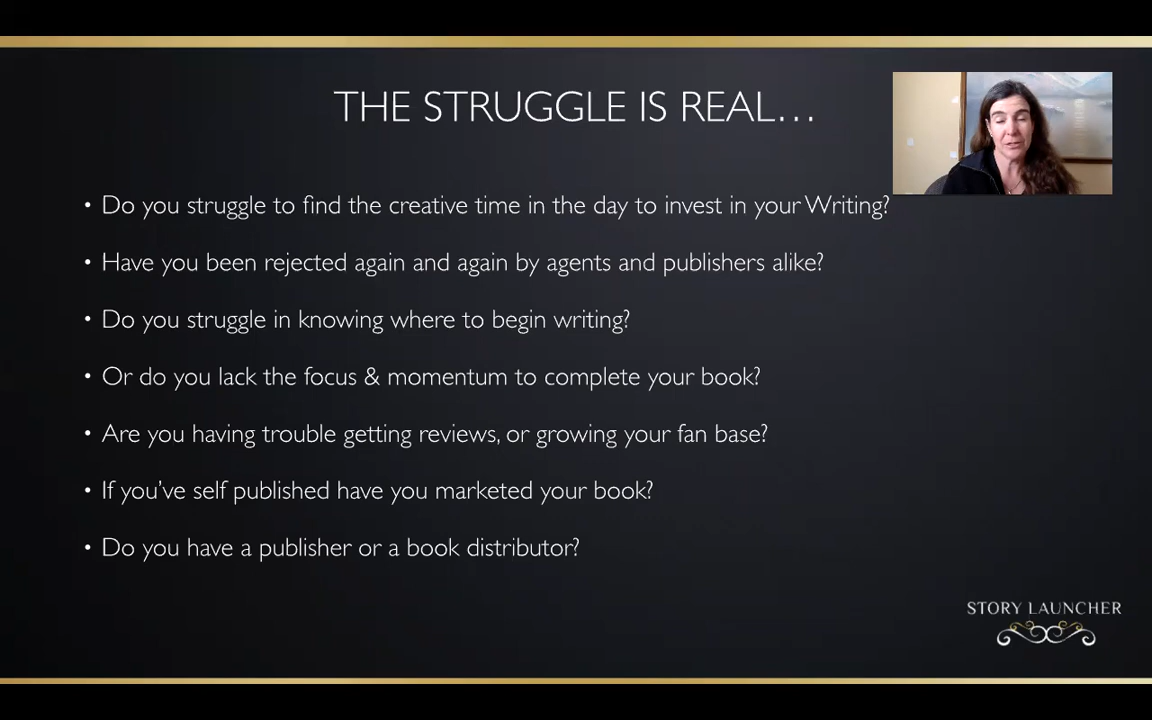 THE STRUGGLE IS REAL...
• Do you struggle to find the creative time in the day to invest in your Writing?
• Have you been rejected again and again by agents and publishers alike?
• Do you struggle in knowing where to begin writing?
• Or do you lack the focus & momentum to complete your book?
• Are you having trouble getting reviews, or growing your fan base?
• If you've self published have you marketed your book?
• Do you have a publisher or a book distributor?
STORY LAUNCHER